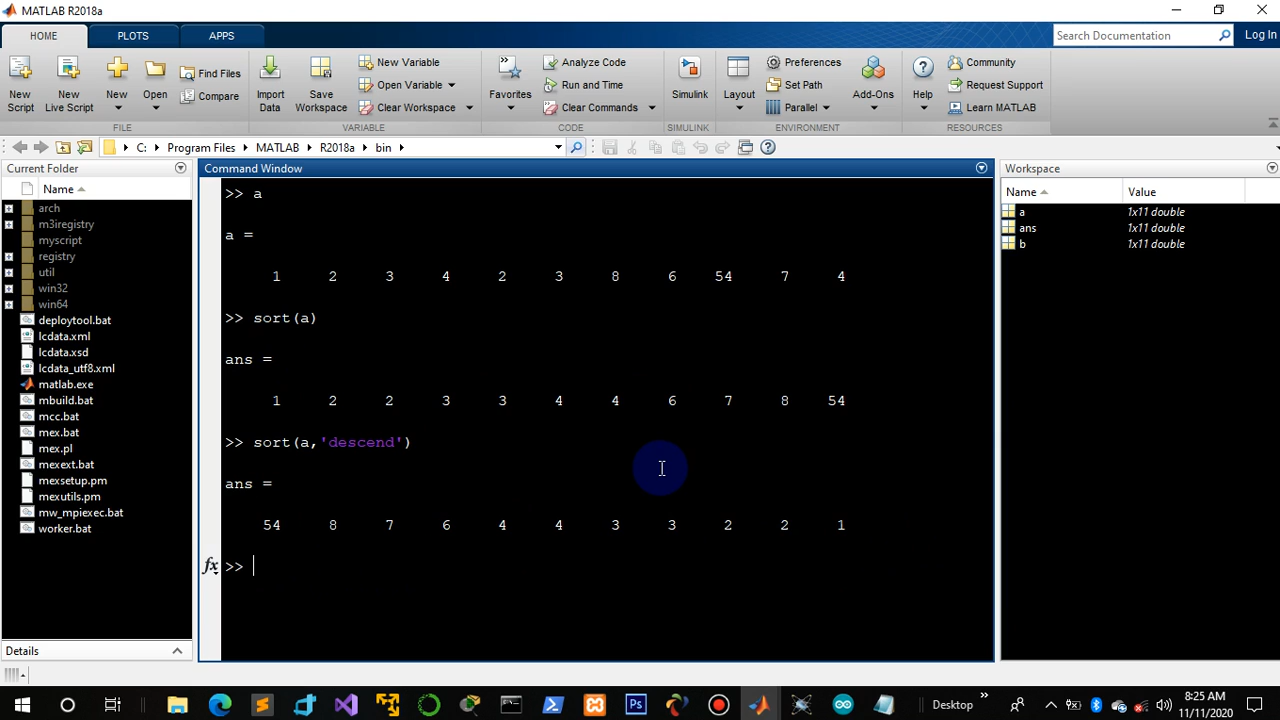 MATLAB R2018a
HOME PLOTS APPS
Search Documentation Log In
New Script
New Live Script
New
Open
Find Files
Compare
FILE
Import Data
Save Workspace
New Variable
Open Variable
Clear Workspace
VARIABLE
Favorites
Analyze Code
Run and Time
Clear Commands
CODE
Simulink
SIMULINK
Layout
Preferences
Set Path
Parallel
Add-Ons
ENVIRONMENT
Help
Community
Request Support
Learn MATLAB
RESOURCES
C: Program Files MATLAB R2018a bin
Current Folder
Name
arch
m3iregistry
myscript
registry
util
win32
win64
deploytool.bat
lcdata.xml
lcdata.xsd
lcdata_utf8.xml
matlab.exe
mbuild.bat
mcc.bat
mex.bat
mex.pl
mexext.bat
mexsetup.pm
mexutils.pm
mw_mpiexec.bat
worker.bat
Details
Command Window
>> a
a =
1 2 3 4 2 3 8 6 54 7 4
>> sort(a)
ans =
1 2 2 3 3 4 4 6 7 8 54
>> sort(a,'descend')
ans =
54 8 7 6 4 4 3 3 2 2 1
fx >>
Workspace
Name Value
a 1x11 double
ans 1x11 double
b 1x11 double
Ps
Desktop
8:25 AM
11/11/2020